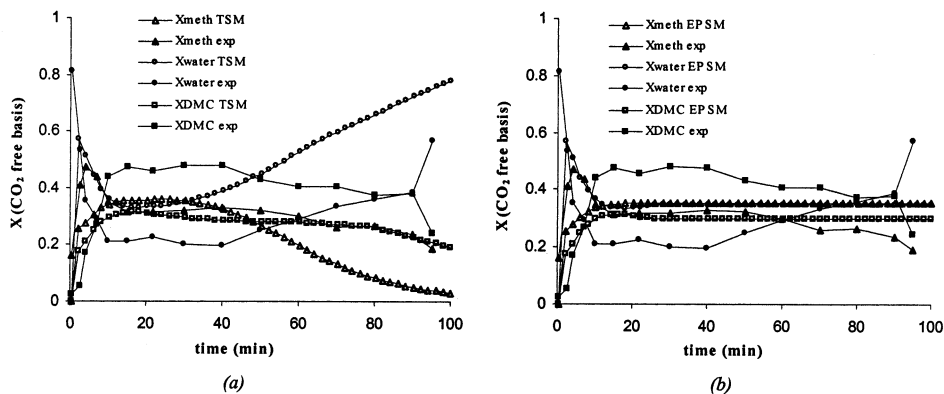 Xmeth TSM
Xmeth exp
Xwater TSM
Xwater exp
XDMC TSM
XDMC exp
X (CO₂ free basis)
1
0.8
0.6
0.4
0.2
0
0 20 40 60 80 100
time (min)
(a)
Xmeth EPSM
Xmeth exp
Xwater EPSM
Xwater exp
XDMC EPSM
XDMC exp
X (CO₂ free basis)
1
0.8
0.6
0.4
0.2
0
0 20 40 60 80 100
time (min)
(b)